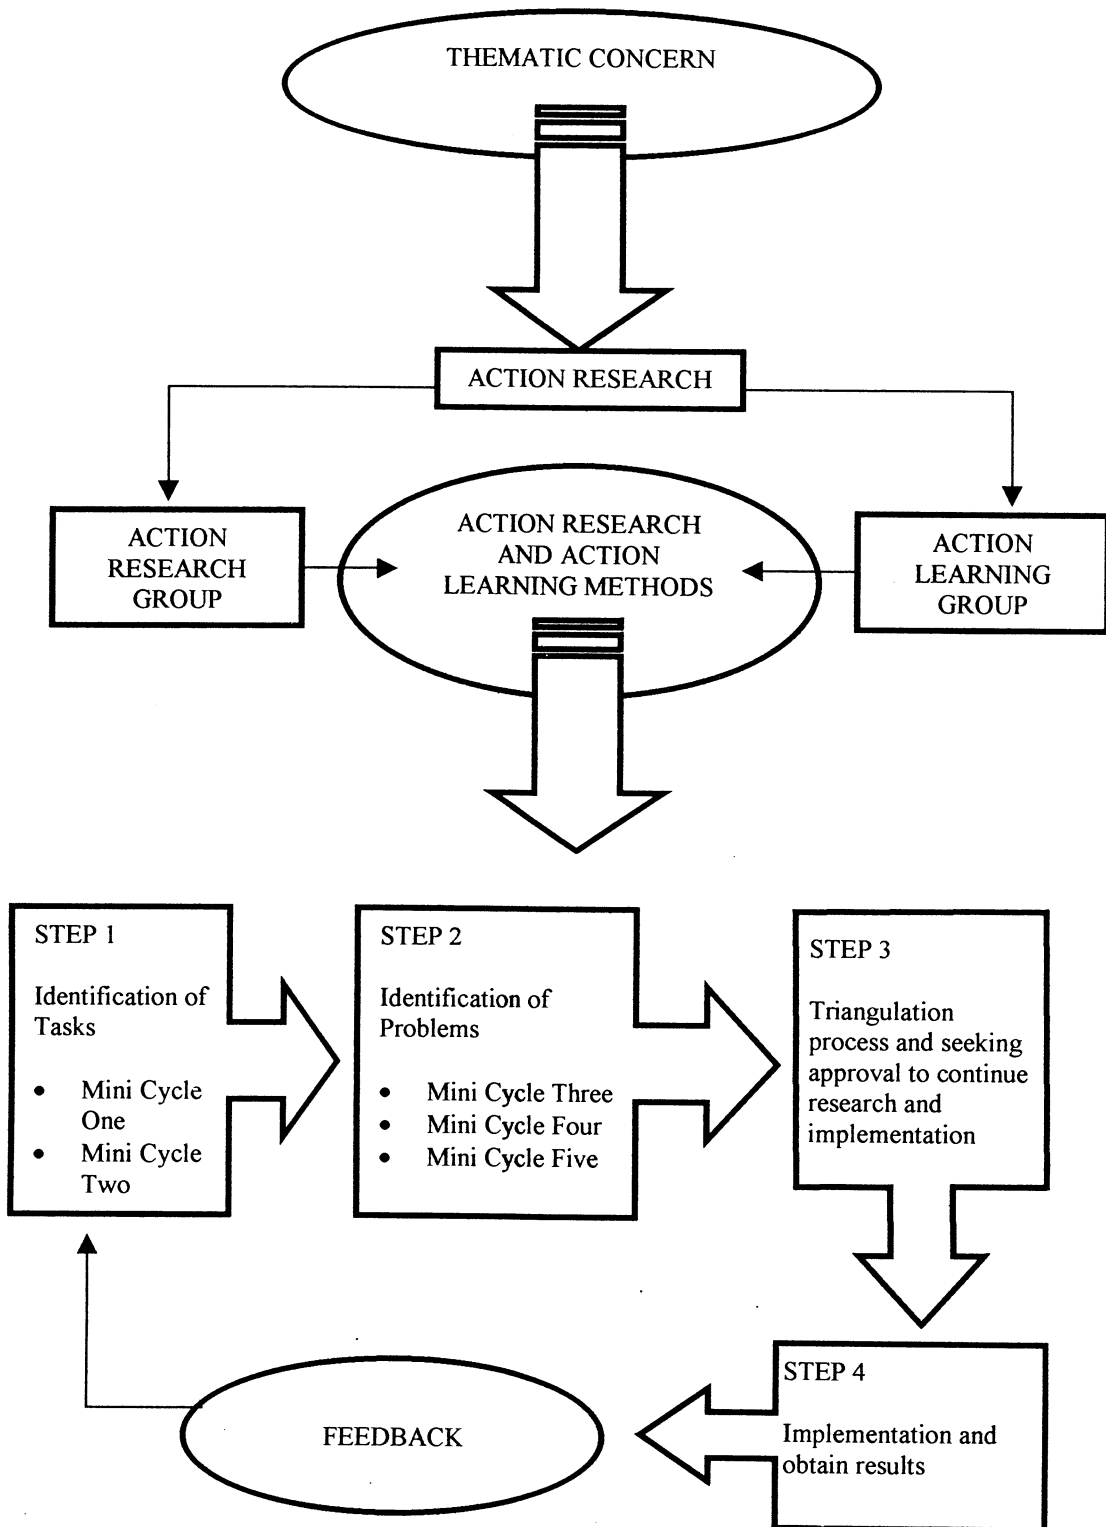 THEMATIC CONCERN
ACTION RESEARCH
ACTION
RESEARCH
GROUP
ACTION RESEARCH
AND ACTION
LEARNING METHODS
ACTION
LEARNING
GROUP
STEP 1
Identification of
Tasks
• Mini Cycle
One
• Mini Cycle
Two
STEP 2
Identification of
Problems
• Mini Cycle Three
• Mini Cycle Four
• Mini Cycle Five
STEP 3
Triangulation
process and seeking
approval to continue
research and
implementation
STEP 4
Implementation and
obtain results
FEEDBACK